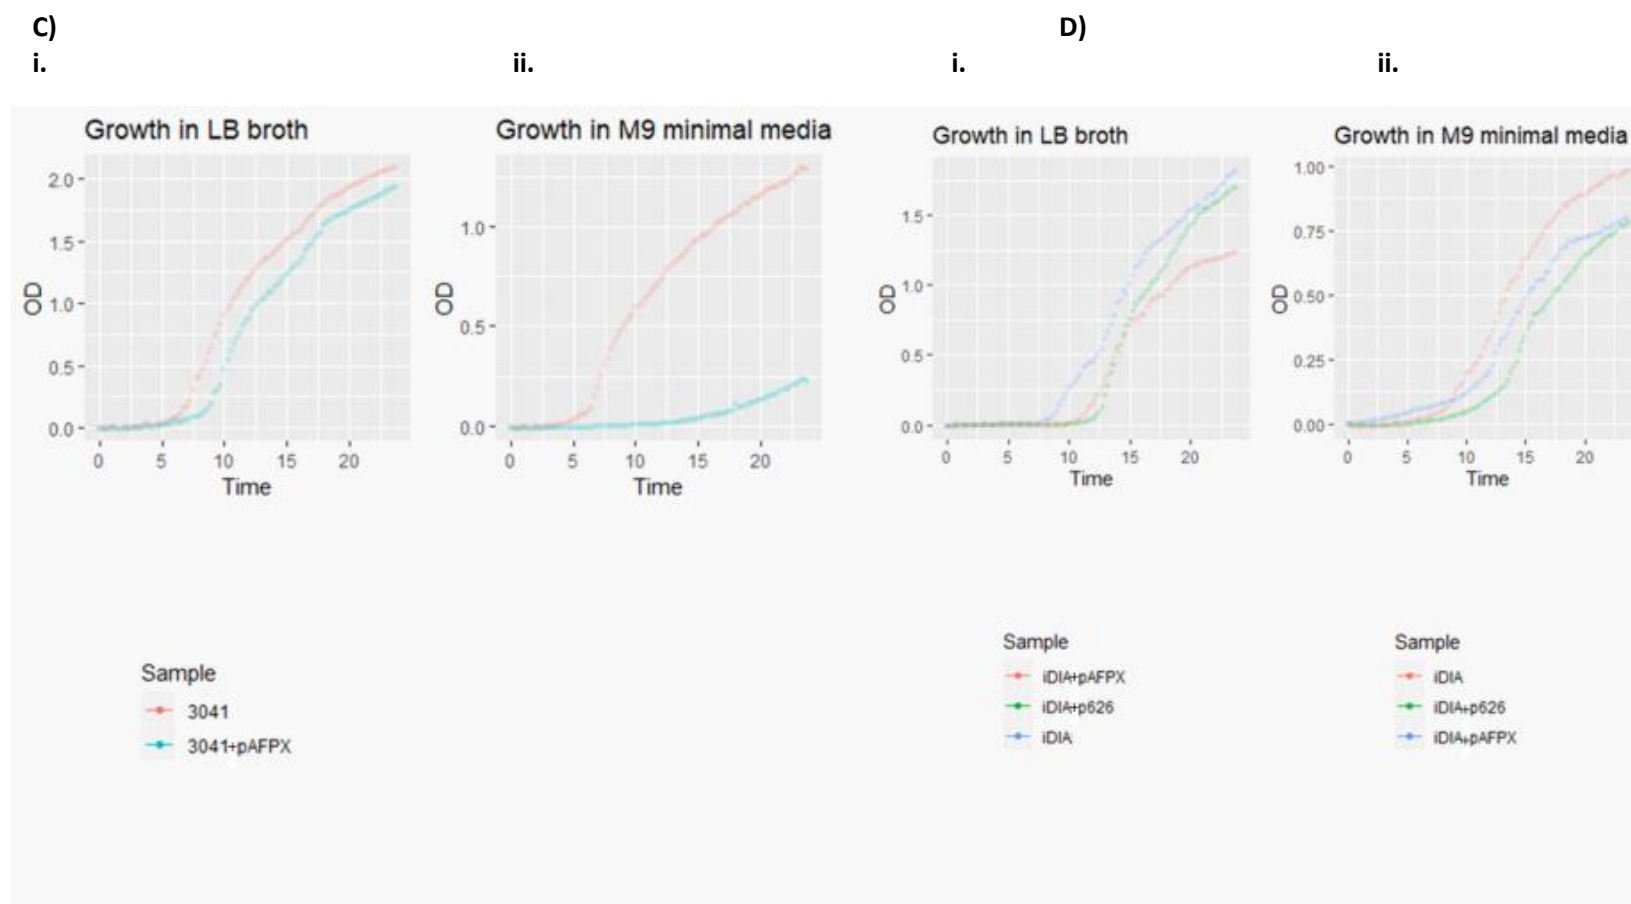 C)
i.
ii.
D)
i.
ii.
Growth in LB broth
OD
2.0
1.5
1.0
0.5
0.0
0 5 10 15 20
Time
Growth in M9 minimal media
OD
1.0
0.5
0.0
0 5 10 15 20
Time
Growth in LB broth
OD
1.5
1.0
0.5
0.0
0 5 10 15 20
Time
Growth in M9 minimal media
OD
1.00
0.75
0.50
0.25
0.00
0 5 10 15 20
Time
Sample
3041
3041+pAFPX
Sample
iDIA+pAFPX
iDIA+p626
iDIA
Sample
iDIA
iDIA+p626
iDIA+pAFPX